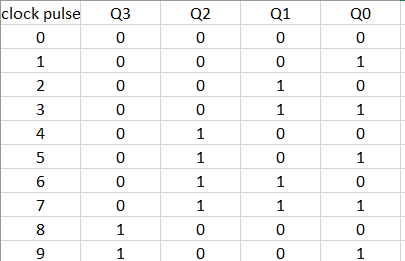 clock pulse Q3 Q2 Q1 Q0
0 0 0 0 0
1 0 0 0 1
2 0 0 1 0
3 0 0 1 1
4 0 1 0 0
5 0 1 0 1
6 0 1 1 0
7 0 1 1 1
8 1 0 0 0
9 1 0 0 1